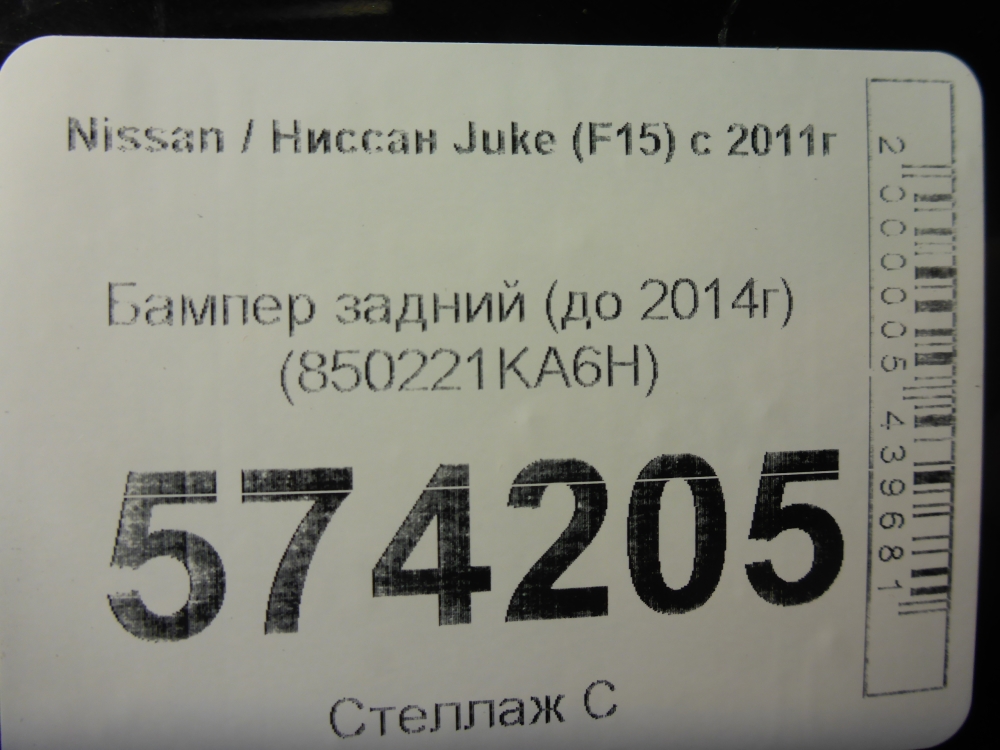 Nissan / Ниссан Juke (F15) с 2011г
Бампер задний (до 2014г)
(850221KA6H)
574205
Стеллаж С
2000005439681